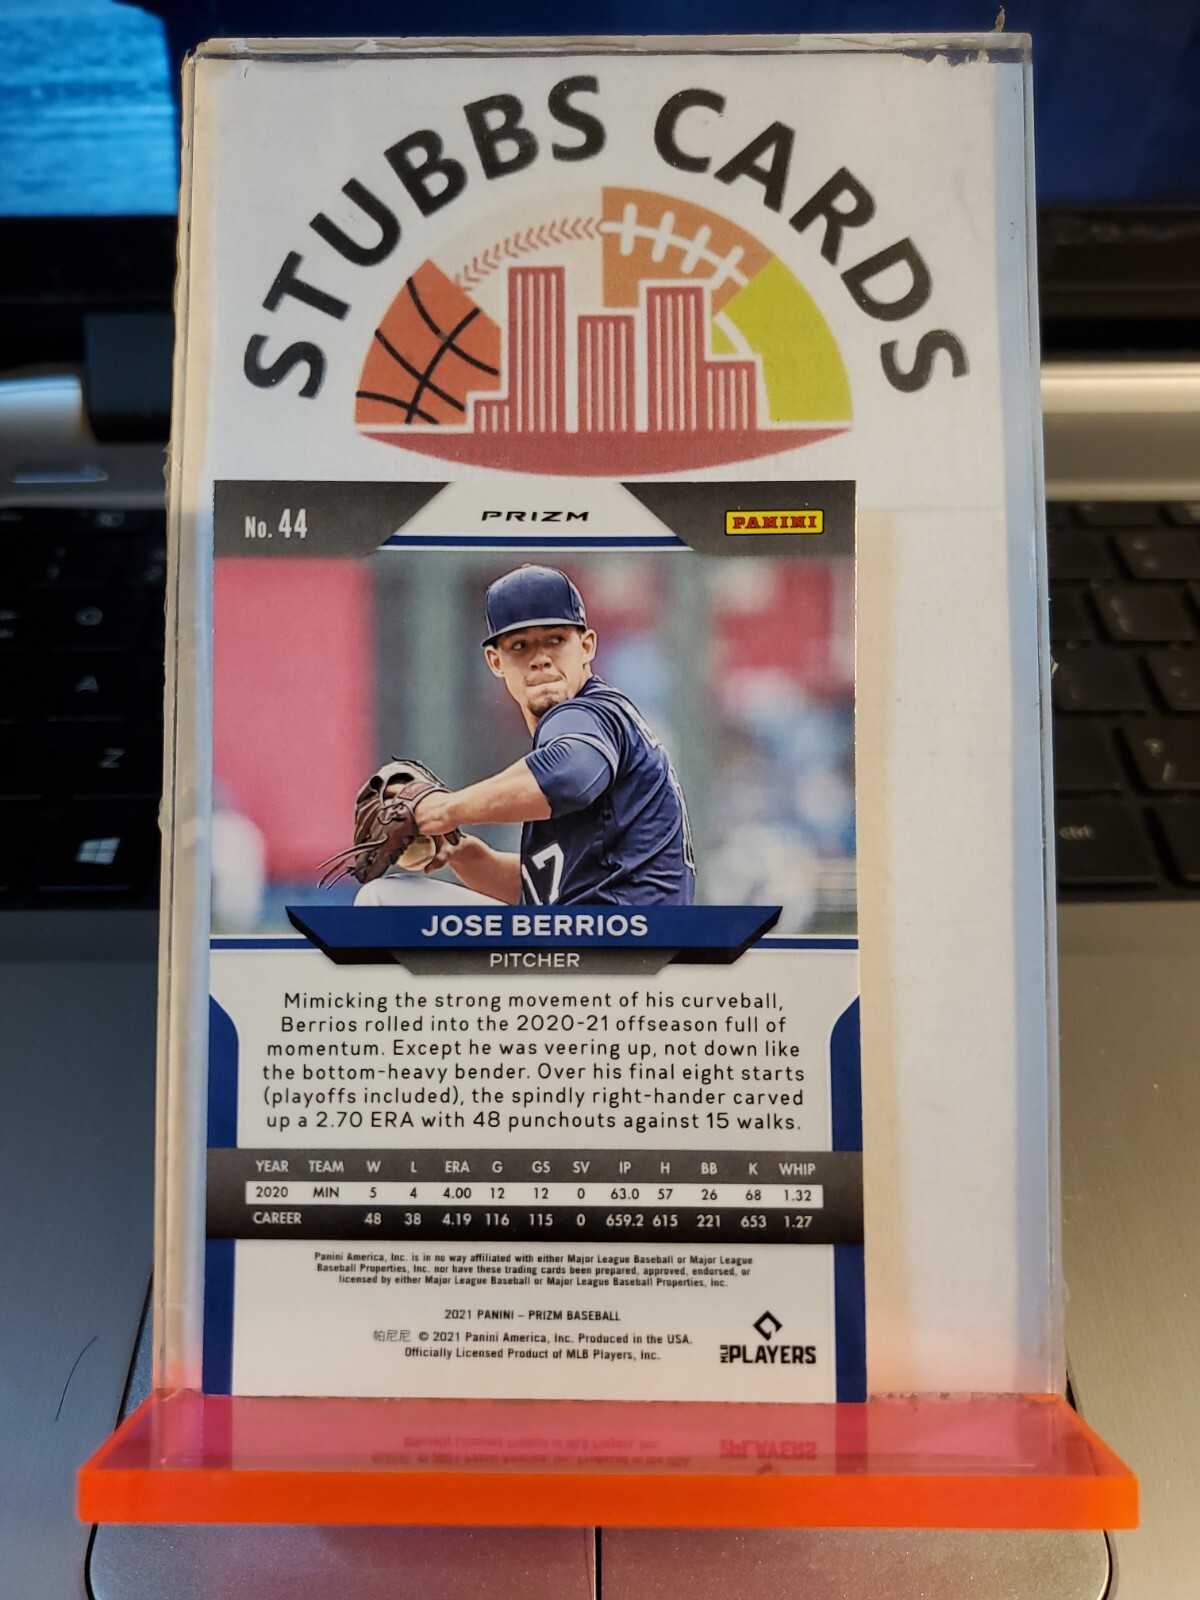 STUBBS CARDS
No. 44
PRIZM
PANINI
17
JOSE BERRIOS
PITCHER
Mimicking the strong movement of his curveball,
Berrios rolled into the 2020-21 offseason full of
momentum. Except he was veering up, not down like
the bottom-heavy bender. Over his final eight starts
(playoffs included), the spindly right-hander carved
up a 2.70 ERA with 48 punchouts against 15 walks.
YEAR TEAM W L ERA G GS SV IP H BB K WHIP
2020 MIN 5 4 4.00 12 12 0 63.0 57 26 68 1.32
CAREER 48 38 4.19 116 115 0 659.2 615 221 653 1.27
Panini America, Inc. is in no way affiliated with either Major League Baseball or Major League
Baseball Properties, Inc. nor have these trading cards been prepared, approved, endorsed, or
licensed by either Major League Baseball or Major League Baseball Properties, Inc.
2021 PANINI – PRIZM BASEBALL
帕尼尼 © 2021 Panini America, Inc. Produced in the USA.
Officially Licensed Product of MLB Players, Inc.
MLB PLAYERS
A
Z
ctrl